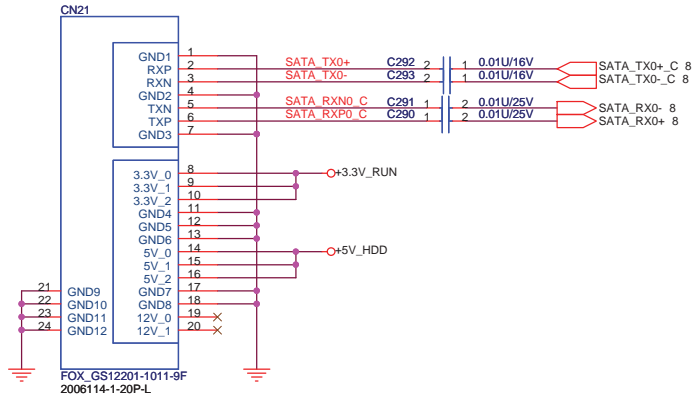 CN21
GND1 1
RXP 2 SATA_TX0+ C292 2 1 0.01U/16V SATA_TX0+_C 8
RXN 3 SATA_TX0- C293 2 1 0.01U/16V SATA_TX0-_C 8
GND2 4
TXN 5 SATA_RXN0_C C291 1 2 0.01U/25V SATA_RX0- 8
TXP 6 SATA_RXP0_C C290 1 2 0.01U/25V SATA_RX0+ 8
GND3 7
3.3V_0 8 +3.3V_RUN
3.3V_1 9
3.3V_2 10
GND4 11
GND5 12
GND6 13
5V_0 14 +5V_HDD
5V_1 15
5V_2 16
21 GND9 GND7 17
22 GND10 GND8 18
23 GND11 12V_0 19
24 GND12 12V_1 20
FOX_GS12201-1011-9F
2006114-1-20P-L